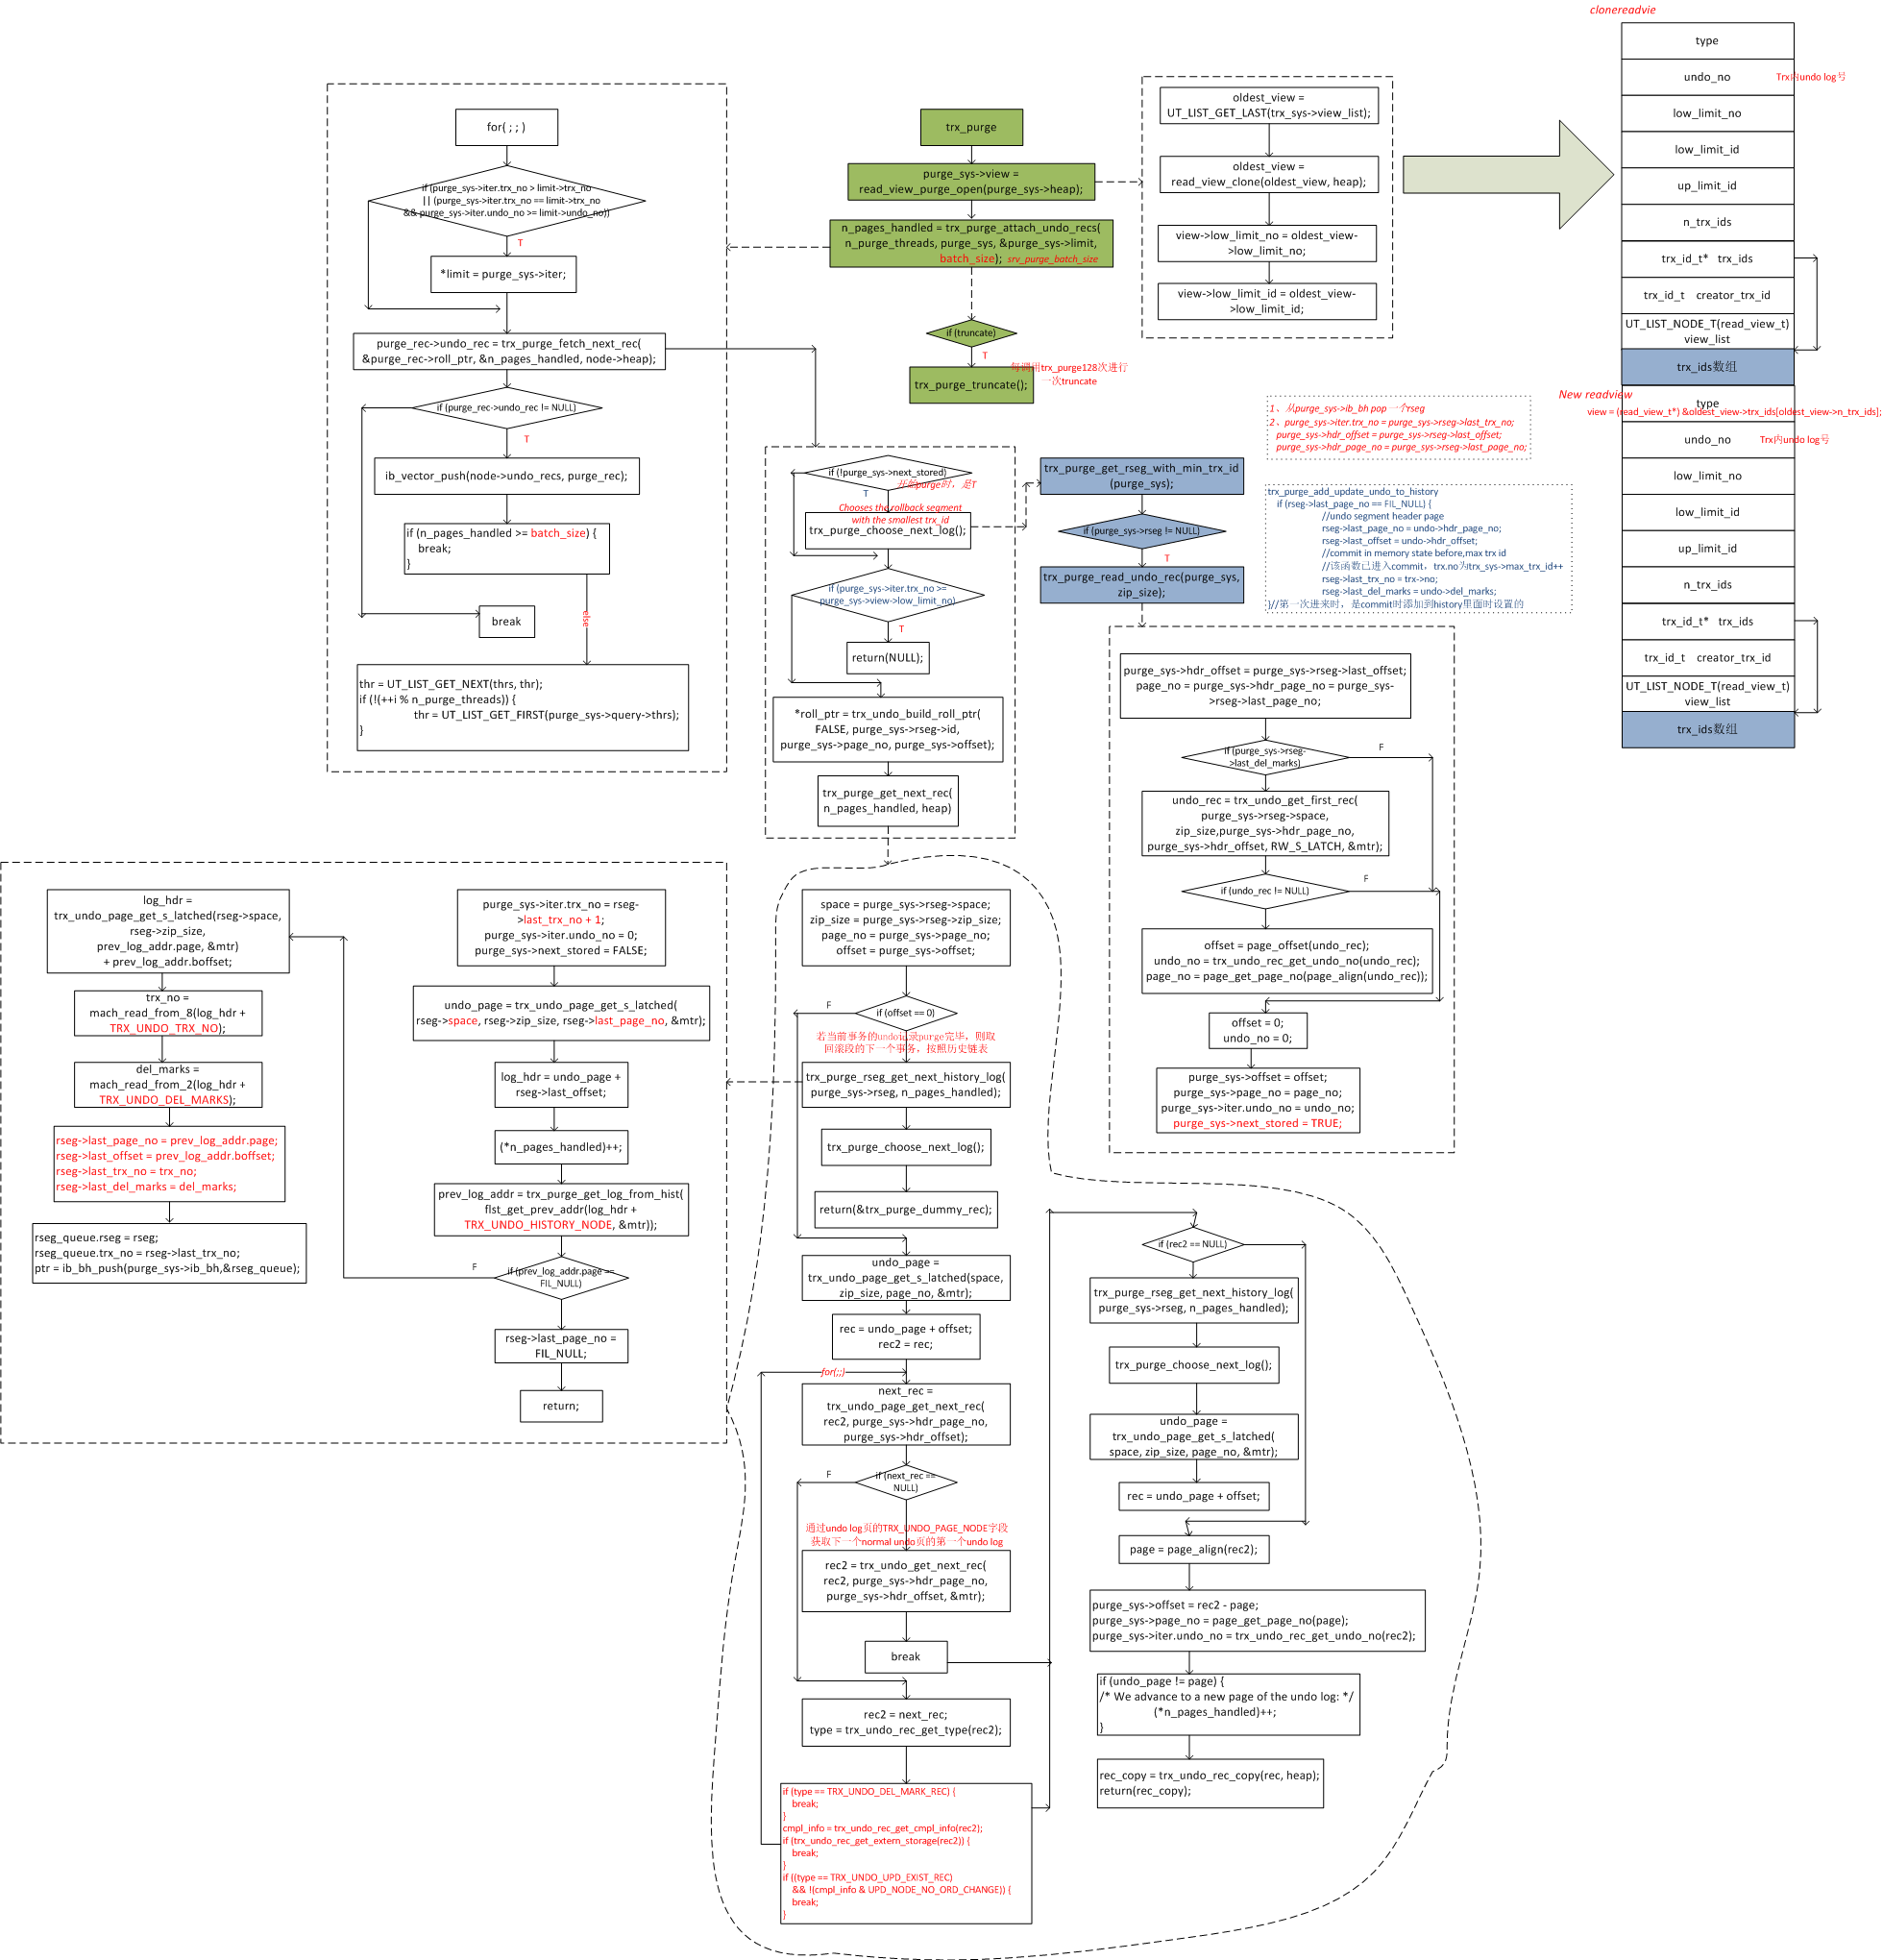 clonereadvie
type
undo_no
Trx内undo log号
low_limit_no
low_limit_id
up_limit_id
n_trx_ids
trx_id_t* trx_ids
trx_id_t creator_trx_id
UT_LIST_NODE_T(read_view_t)
view_list
trx_ids数组
New readview
type
view = (read_view_t*) &oldest_view->trx_ids[oldest_view->n_trx_ids];
undo_no
Trx内undo log号
low_limit_no
low_limit_id
up_limit_id
n_trx_ids
trx_id_t* trx_ids
trx_id_t creator_trx_id
UT_LIST_NODE_T(read_view_t)
view_list
trx_ids数组
for( ; ; )
if (purge_sys->iter.trx_no > limit->trx_no
|| (purge_sys->iter.trx_no == limit->trx_no
&& purge_sys->iter.undo_no >= limit->undo_no))
T
*limit = purge_sys->iter;
purge_rec->undo_rec = trx_purge_fetch_next_rec(
&purge_rec->roll_ptr, &n_pages_handled, node->heap);
if (purge_rec->undo_rec != NULL)
T
ib_vector_push(node->undo_recs, purge_rec);
if (n_pages_handled >= batch_size) {
break;
}
else
break
thr = UT_LIST_GET_NEXT(thrs, thr);
if (!(++i % n_purge_threads)) {
thr = UT_LIST_GET_FIRST(purge_sys->query->thrs);
}
trx_purge
purge_sys->view =
read_view_purge_open(purge_sys->heap);
n_pages_handled = trx_purge_attach_undo_recs(
n_purge_threads, purge_sys, &purge_sys->limit,
batch_size); srv_purge_batch_size
if (truncate)
T
每调用trx_purge128次进行
一次truncate
trx_purge_truncate();
oldest_view =
UT_LIST_GET_LAST(trx_sys->view_list);
oldest_view =
read_view_clone(oldest_view, heap);
view->low_limit_no = oldest_view-
>low_limit_no;
view->low_limit_id = oldest_view-
>low_limit_id;
1、从purge_sys->ib_bh pop一个rseg
2、purge_sys->iter.trx_no = purge_sys->rseg->last_trx_no;
purge_sys->hdr_offset = purge_sys->rseg->last_offset;
purge_sys->hdr_page_no = purge_sys->rseg->last_page_no;
if (!purge_sys->next_stored)
T
开始purge时，是T
Chooses the rollback segment
with the smallest trx_id
trx_purge_choose_next_log();
if (purge_sys->iter.trx_no >=
purge_sys->view->low_limit_no)
T
return(NULL);
*roll_ptr = trx_undo_build_roll_ptr(
FALSE, purge_sys->rseg->id,
purge_sys->page_no, purge_sys->offset);
trx_purge_get_next_rec(
n_pages_handled, heap)
trx_purge_get_rseg_with_min_trx_id
(purge_sys);
if (purge_sys->rseg != NULL)
T
trx_purge_read_undo_rec(purge_sys,
zip_size);
trx_purge_add_update_undo_to_history
if (rseg->last_page_no == FIL_NULL) {
//undo segment header page
rseg->last_page_no = undo->hdr_page_no;
rseg->last_offset = undo->hdr_offset;
//commit in memory state before,max trx id
//该函数已进入commit，trx.no为trx_sys->max_trx_id++
rseg->last_trx_no = trx->no;
rseg->last_del_marks = undo->del_marks;
}//第一次进来时，是commit时添加到history里面时设置的
purge_sys->hdr_offset = purge_sys->rseg->last_offset;
page_no = purge_sys->hdr_page_no = purge_sys-
>rseg->last_page_no;
if (purge_sys->rseg-
>last_del_marks)
F
undo_rec = trx_undo_get_first_rec(
purge_sys->rseg->space,
zip_size,purge_sys->hdr_page_no,
purge_sys->hdr_offset, RW_S_LATCH, &mtr);
if (undo_rec != NULL)
F
offset = page_offset(undo_rec);
undo_no = trx_undo_rec_get_undo_no(undo_rec);
page_no = page_get_page_no(page_align(undo_rec));
offset = 0;
undo_no = 0;
purge_sys->offset = offset;
purge_sys->page_no = page_no;
purge_sys->iter.undo_no = undo_no;
purge_sys->next_stored = TRUE;
log_hdr =
trx_undo_page_get_s_latched(rseg->space,
rseg->zip_size,
prev_log_addr.page, &mtr)
+ prev_log_addr.boffset;
trx_no =
mach_read_from_8(log_hdr +
TRX_UNDO_TRX_NO);
del_marks =
mach_read_from_2(log_hdr +
TRX_UNDO_DEL_MARKS);
rseg->last_page_no = prev_log_addr.page;
rseg->last_offset = prev_log_addr.boffset;
rseg->last_trx_no = trx_no;
rseg->last_del_marks = del_marks;
rseg_queue.rseg = rseg;
rseg_queue.trx_no = rseg->last_trx_no;
ptr = ib_bh_push(purge_sys->ib_bh,&rseg_queue);
purge_sys->iter.trx_no = rseg-
>last_trx_no + 1;
purge_sys->iter.undo_no = 0;
purge_sys->next_stored = FALSE;
undo_page = trx_undo_page_get_s_latched(
rseg->space, rseg->zip_size, rseg->last_page_no, &mtr);
log_hdr = undo_page +
rseg->last_offset;
(*n_pages_handled)++;
prev_log_addr = trx_purge_get_log_from_hist(
flst_get_prev_addr(log_hdr +
TRX_UNDO_HISTORY_NODE, &mtr));
F
if (prev_log_addr.page ==
FIL_NULL)
rseg->last_page_no =
FIL_NULL;
return;
space = purge_sys->rseg->space;
zip_size = purge_sys->rseg->zip_size;
page_no = purge_sys->page_no;
offset = purge_sys->offset;
F
if (offset == 0)
若当前事务的undo记录purge完毕，则取
回滚段的下一个事务，按照历史链表
trx_purge_rseg_get_next_history_log(
purge_sys->rseg, n_pages_handled);
trx_purge_choose_next_log();
return(&trx_purge_dummy_rec);
undo_page =
trx_undo_page_get_s_latched(space,
zip_size, page_no, &mtr);
rec = undo_page + offset;
rec2 = rec;
for(;;)
next_rec =
trx_undo_page_get_next_rec(
rec2, purge_sys->hdr_page_no,
purge_sys->hdr_offset);
F
if (next_rec ==
NULL)
通过undo log页的TRX_UNDO_PAGE_NODE字段
获取下一个normal undo页的第一个undo log
rec2 = trx_undo_get_next_rec(
rec2, purge_sys->hdr_page_no,
purge_sys->hdr_offset, &mtr);
break
rec2 = next_rec;
type = trx_undo_rec_get_type(rec2);
if (type == TRX_UNDO_DEL_MARK_REC) {
break;
}
cmpl_info = trx_undo_rec_get_cmpl_info(rec2);
if (trx_undo_rec_get_extern_storage(rec2)) {
break;
}
if ((type == TRX_UNDO_UPD_EXIST_REC)
&& !(cmpl_info & UPD_NODE_NO_ORD_CHANGE)) {
break;
}
if (rec2 == NULL)
trx_purge_rseg_get_next_history_log(
purge_sys->rseg, n_pages_handled);
trx_purge_choose_next_log();
undo_page =
trx_undo_page_get_s_latched(
space, zip_size, page_no, &mtr);
rec = undo_page + offset;
page = page_align(rec2);
purge_sys->offset = rec2 - page;
purge_sys->page_no = page_get_page_no(page);
purge_sys->iter.undo_no = trx_undo_rec_get_undo_no(rec2);
if (undo_page != page) {
/* We advance to a new page of the undo log: */
(*n_pages_handled)++;
}
rec_copy = trx_undo_rec_copy(rec, heap);
return(rec_copy);